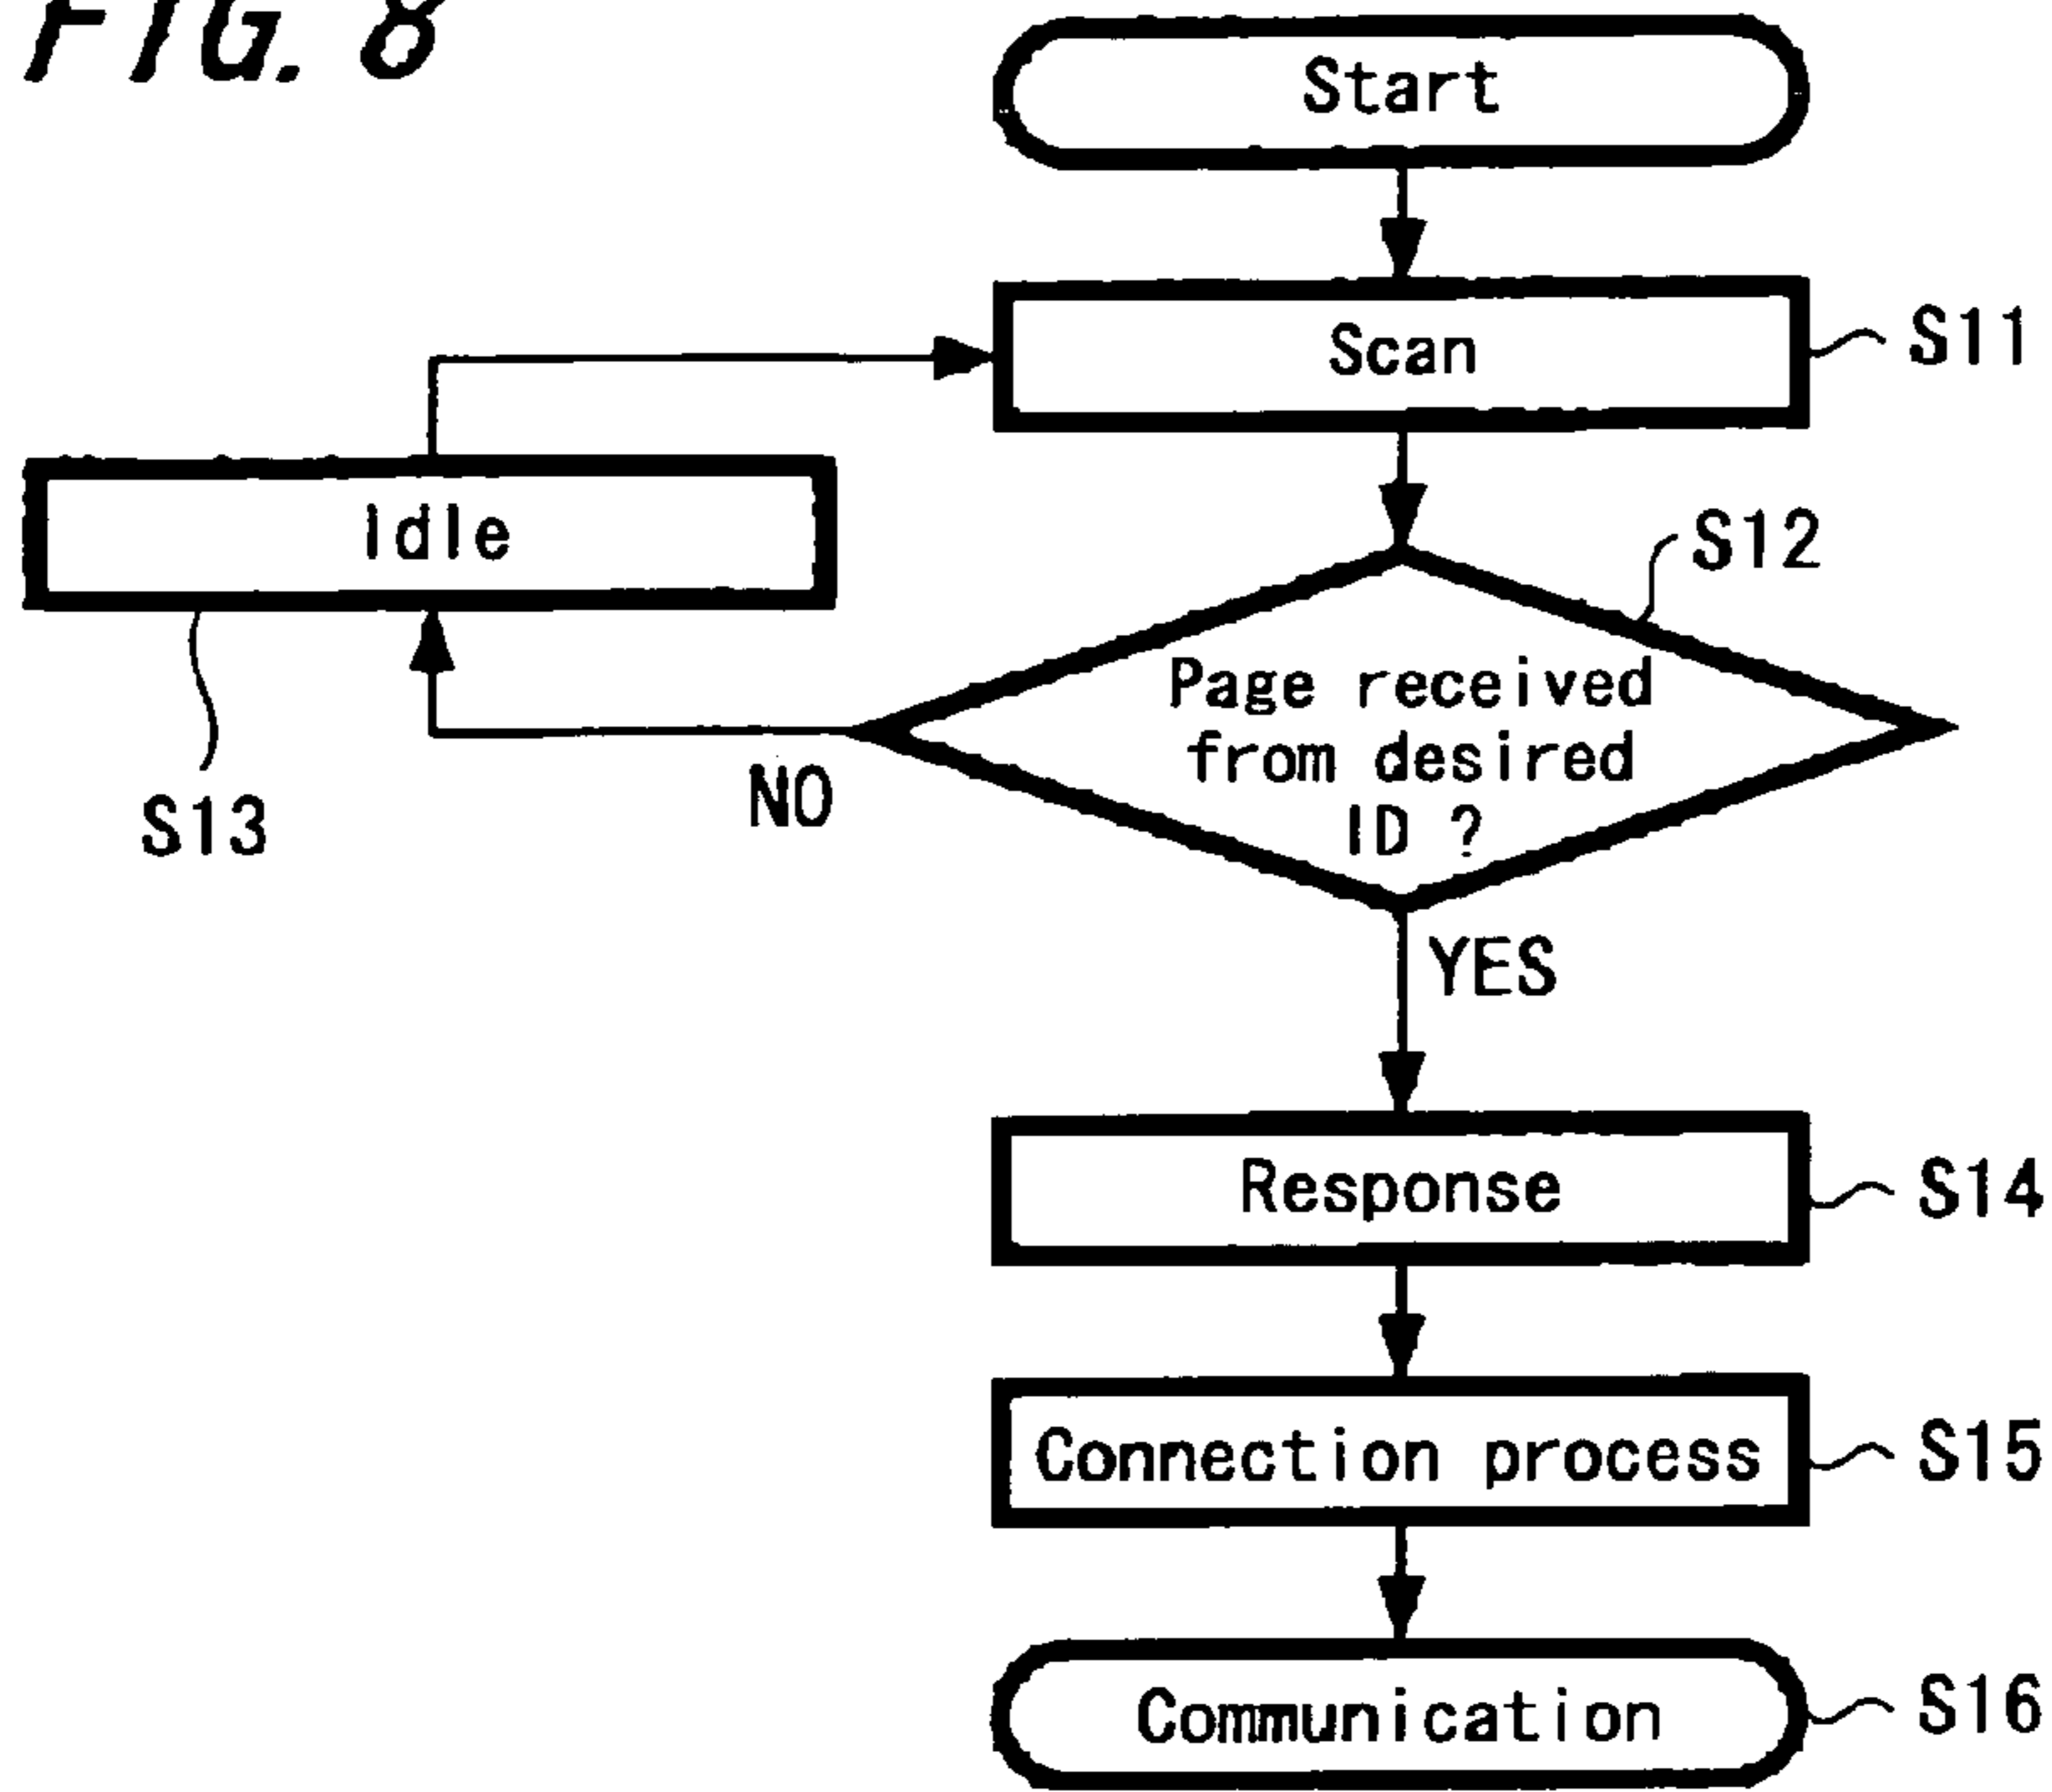 FIG. 8
Start
Scan
S11
Idle
S12
Page received
from desired
ID ?
NO
S13
YES
Response
S14
Connection process
S15
Communication
S16